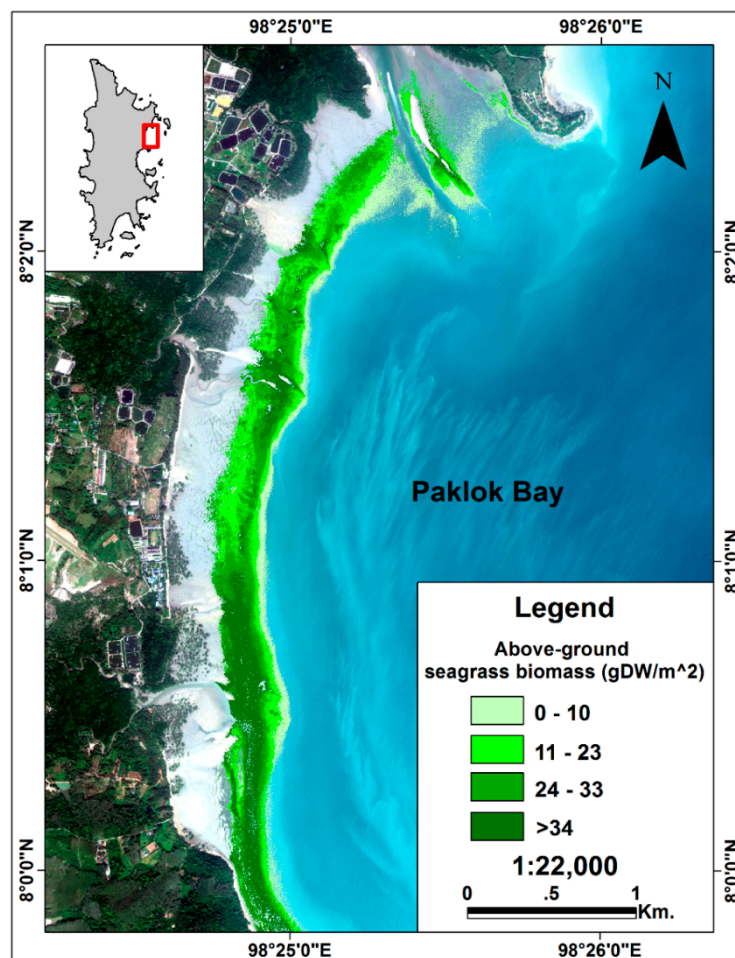 98°25'0"E
98°26'0"E
N
8°2'0"N
8°2'0"N
Paklok Bay
8°1'0"N
8°1'0"N
Legend
Above-ground
seagrass biomass (gDW/m^2)
0 - 10
11 - 23
24 - 33
>34
1:22,000
0 .5 1
Km.
8°0'0"N
8°0'0"N
98°25'0"E
98°26'0"E